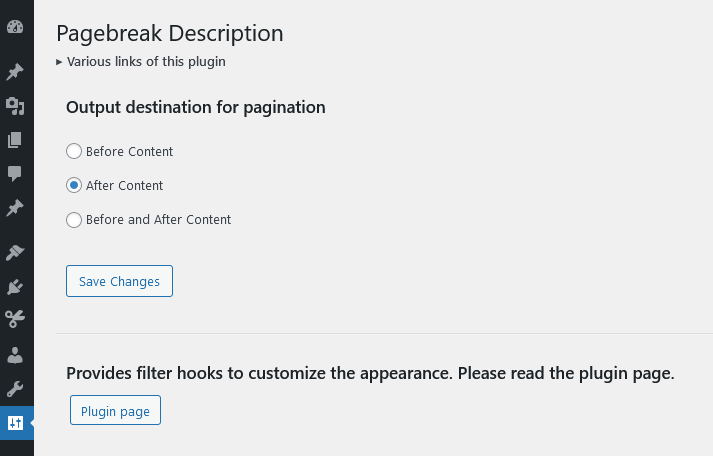 Pagebreak Description
Various links of this plugin
Output destination for pagination
Before Content
After Content
Before and After Content
Save Changes
Provides filter hooks to customize the appearance. Please read the plugin page.
Plugin page